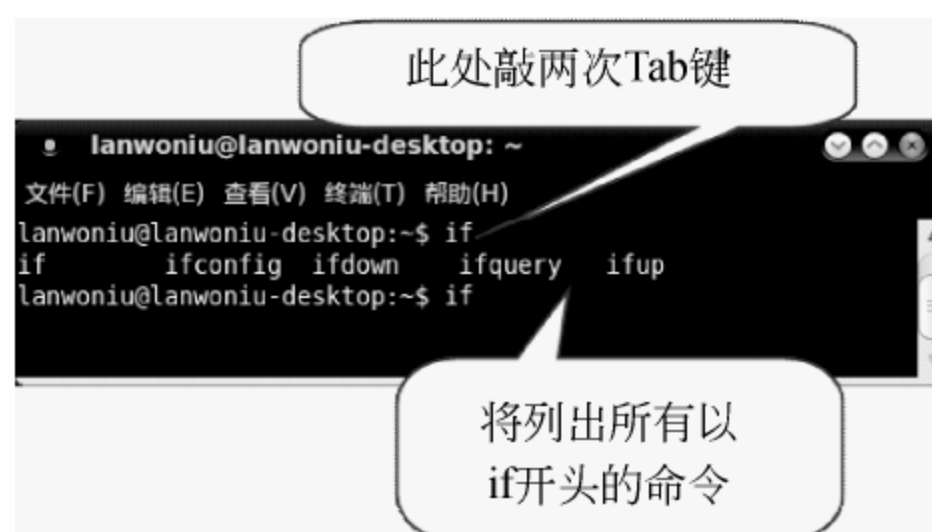 此处敲两次Tab键
lanwoniu@lanwoniu-desktop: ~
文件(F) 编辑(E) 查看(V) 终端(T) 帮助(H)
lanwoniu@lanwoniu-desktop:~$ if
if ifconfig ifdown ifquery ifup
lanwoniu@lanwoniu-desktop:~$ if
将列出所有以
if开头的命令